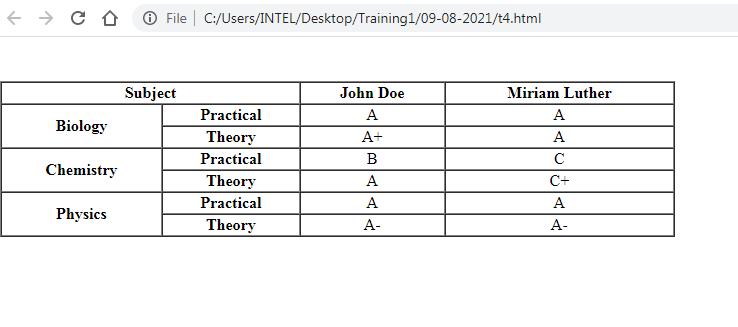 File C:/Users/INTEL/Desktop/Training1/09-08-2021/t4.html
Subject John Doe Miriam Luther
Biology Practical A A
Theory A+ A
Chemistry Practical B C
Theory A C+
Physics Practical A A
Theory A- A-